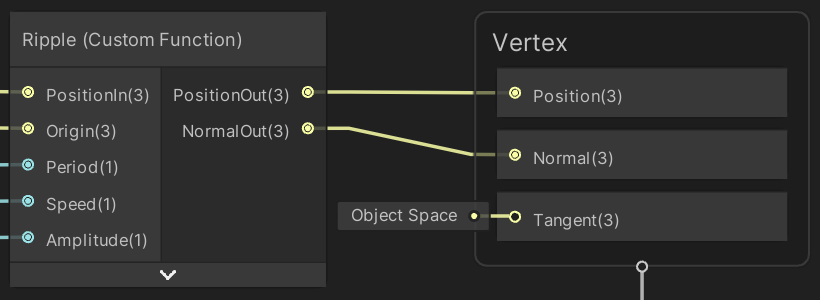 Ripple (Custom Function)
PositionIn(3)
Origin(3)
Period(1)
Speed(1)
Amplitude(1)
PositionOut(3)
NormalOut(3)
Vertex
Position(3)
Normal(3)
Object Space
Tangent(3)